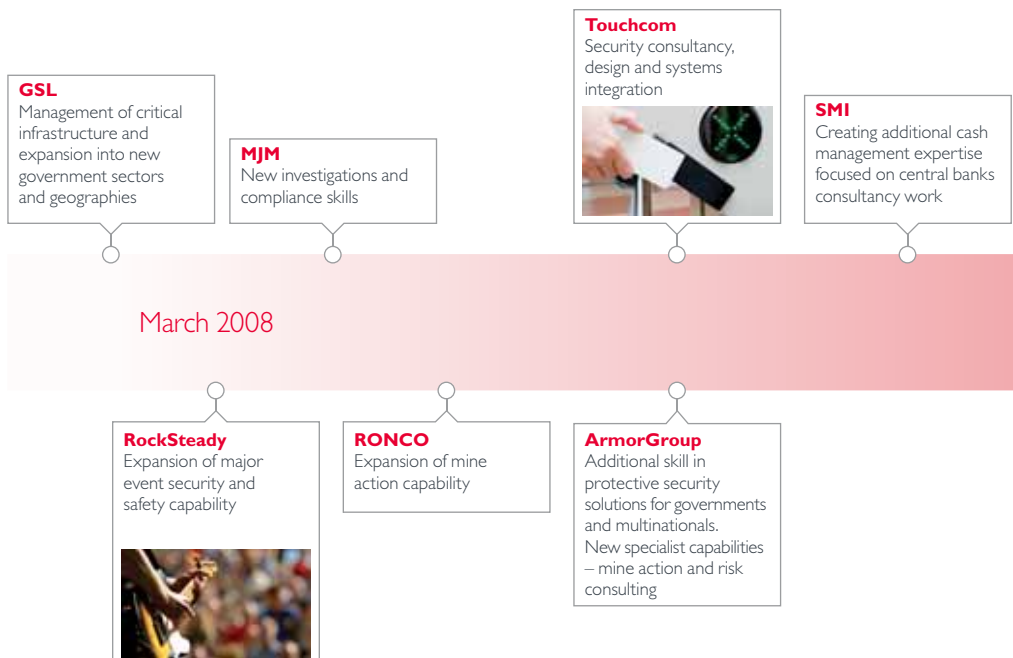 GSL
Management of critical
infrastructure and
expansion into new
government sectors
and geographies
MJM
New investigations and
compliance skills
Touchcom
Security consultancy,
design and systems
integration
SMI
Creating additional cash
management expertise
focused on central banks
consultancy work
March 2008
RockSteady
Expansion of major
event security and
safety capability
RONCO
Expansion of mine
action capability
ArmorGroup
Additional skill in
protective security
solutions for governments
and multinationals.
New specialist capabilities
– mine action and risk
consulting